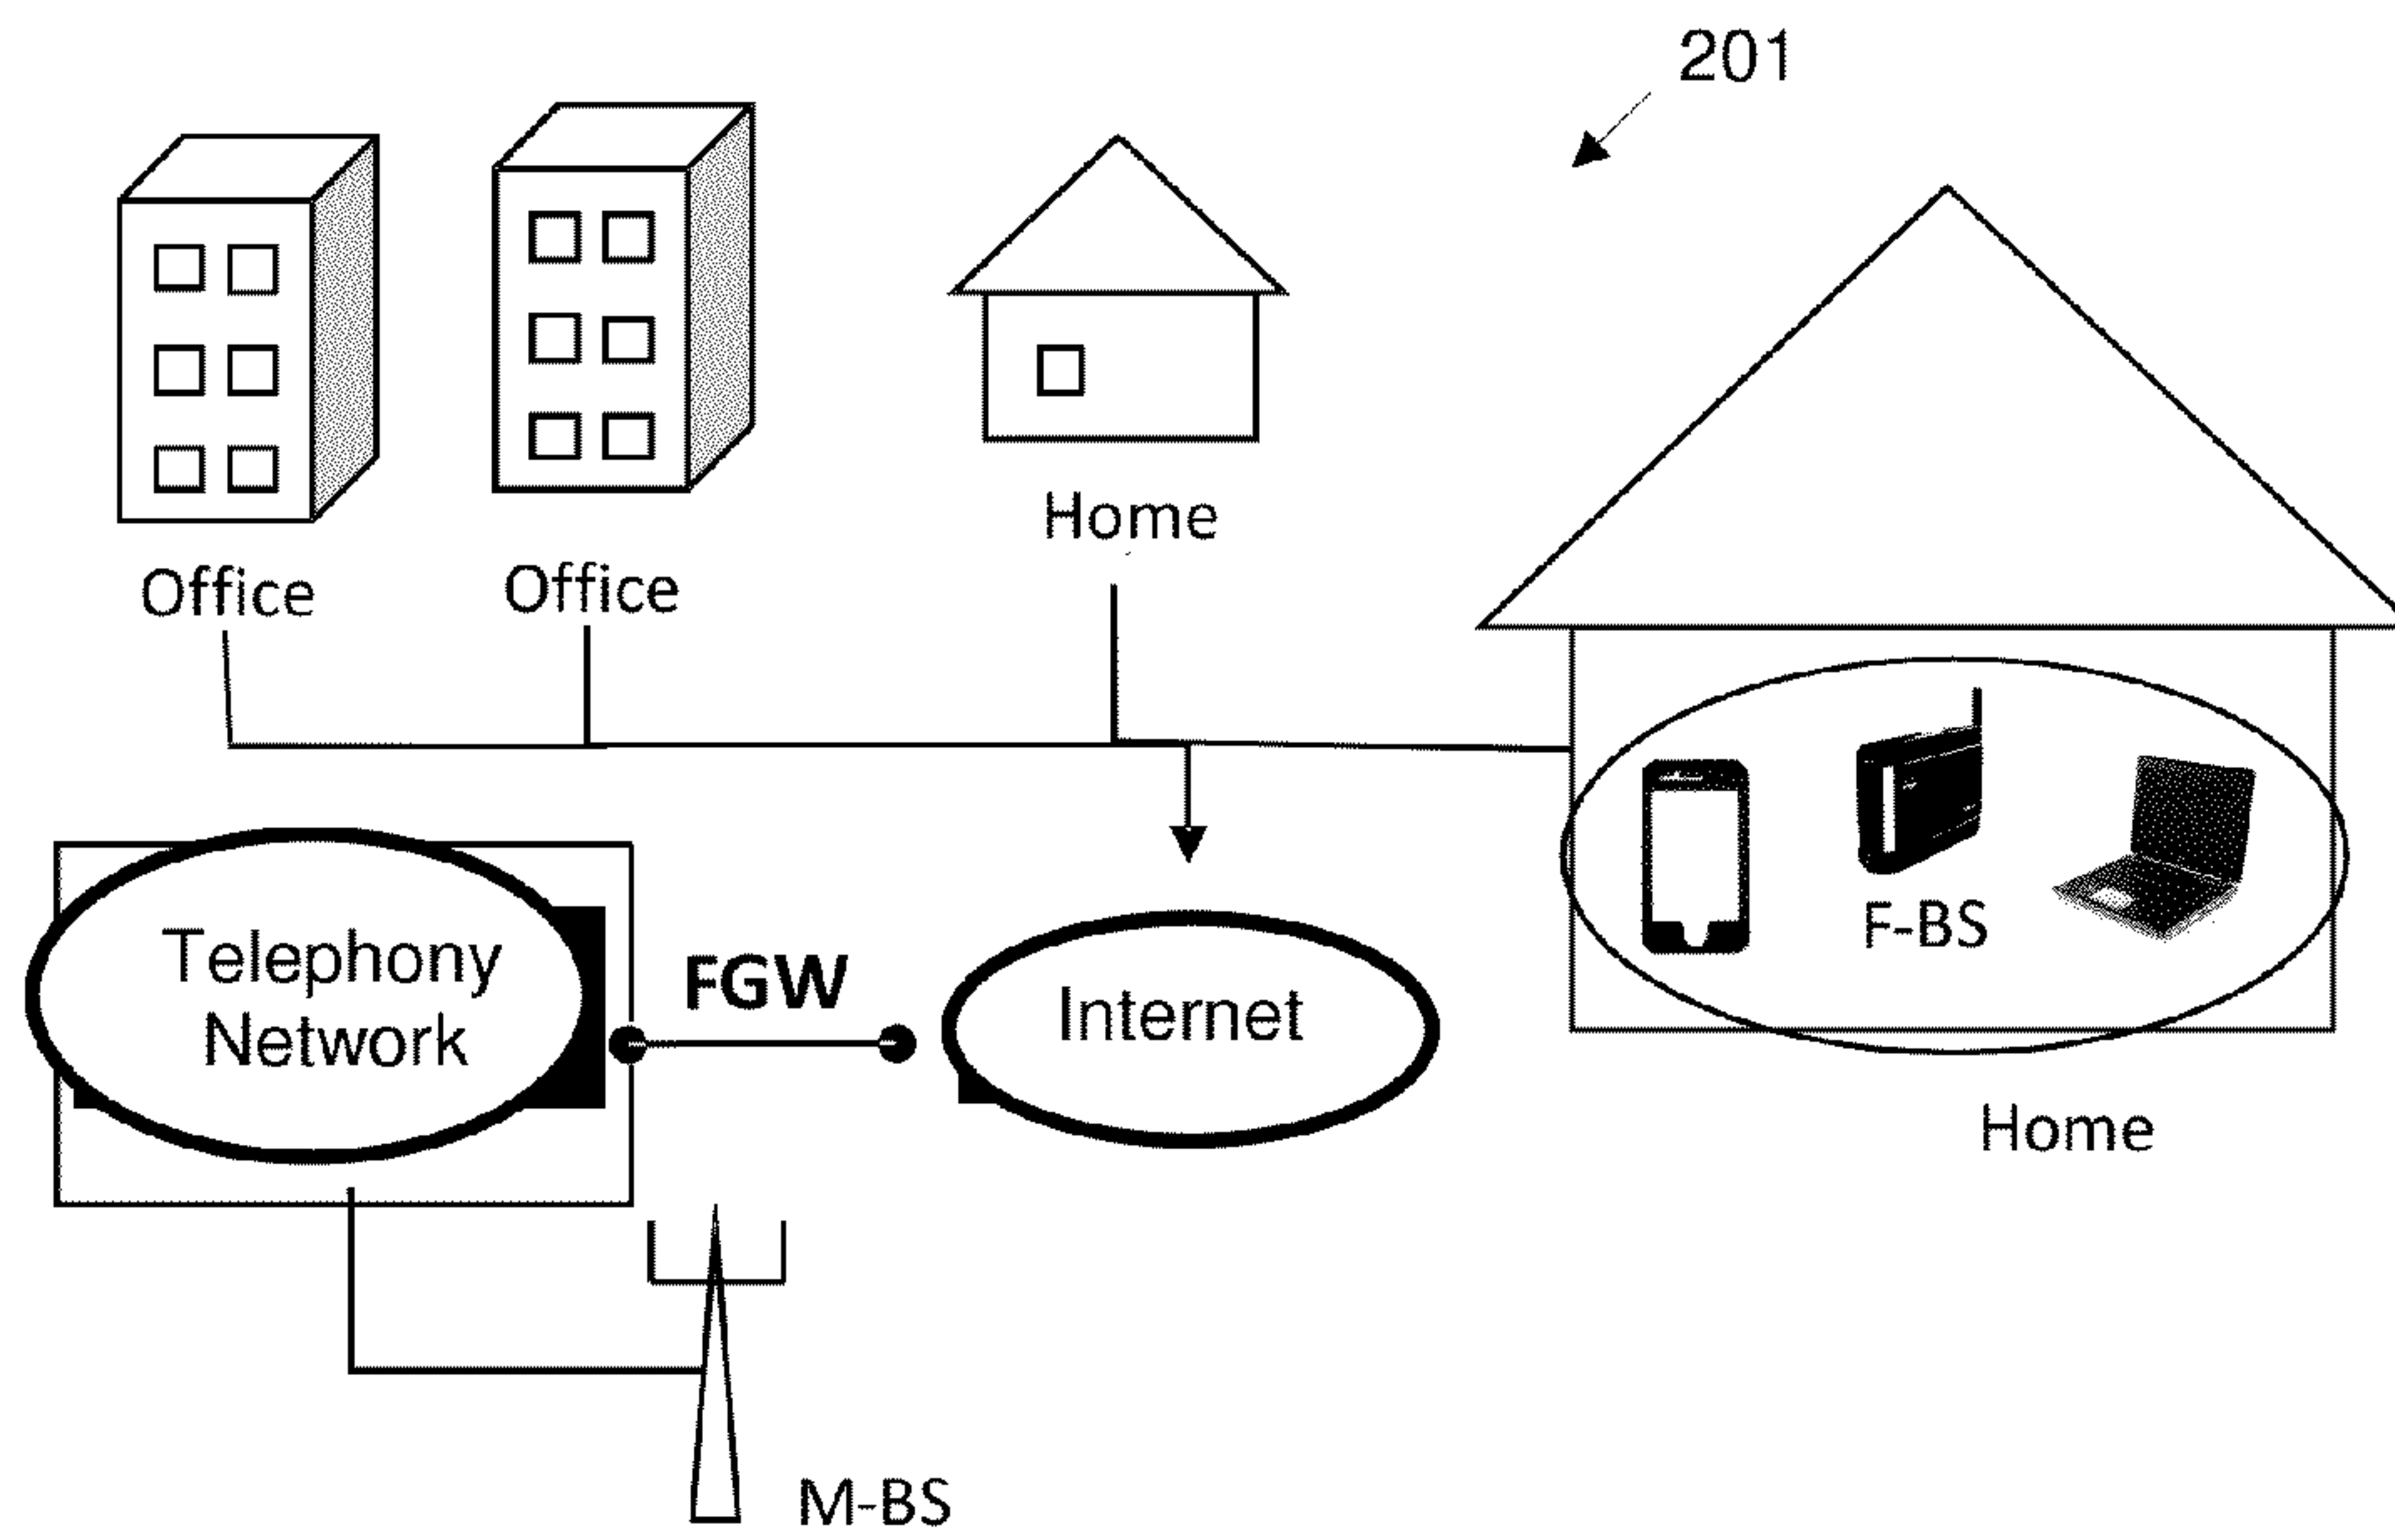 201
Home
Office
Office
Telephony
Network
FGW
Internet
F-BS
Home
M-BS